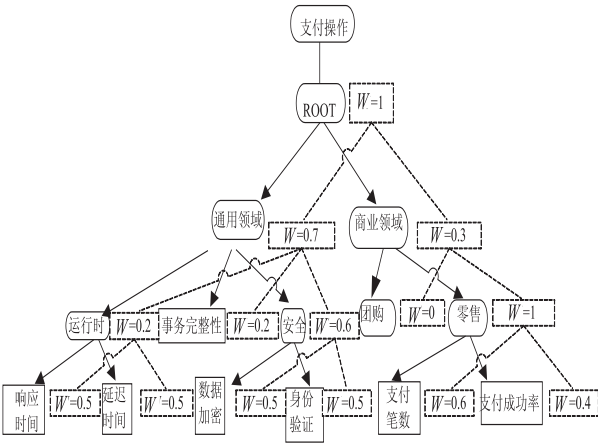 支付操作
ROOT
W=1
通用领域
W=0.7
商业领域
W=0.3
运行时
W=0.2
事务完整性
W=0.2
安全
W=0.6
团购
W=0
零售
W=1
响应
时间
W=0.5
延迟
时间
W=0.5
数据
加密
W=0.5
身份
验证
W=0.5
支付
笔数
W=0.6
支付成功率
W=0.4